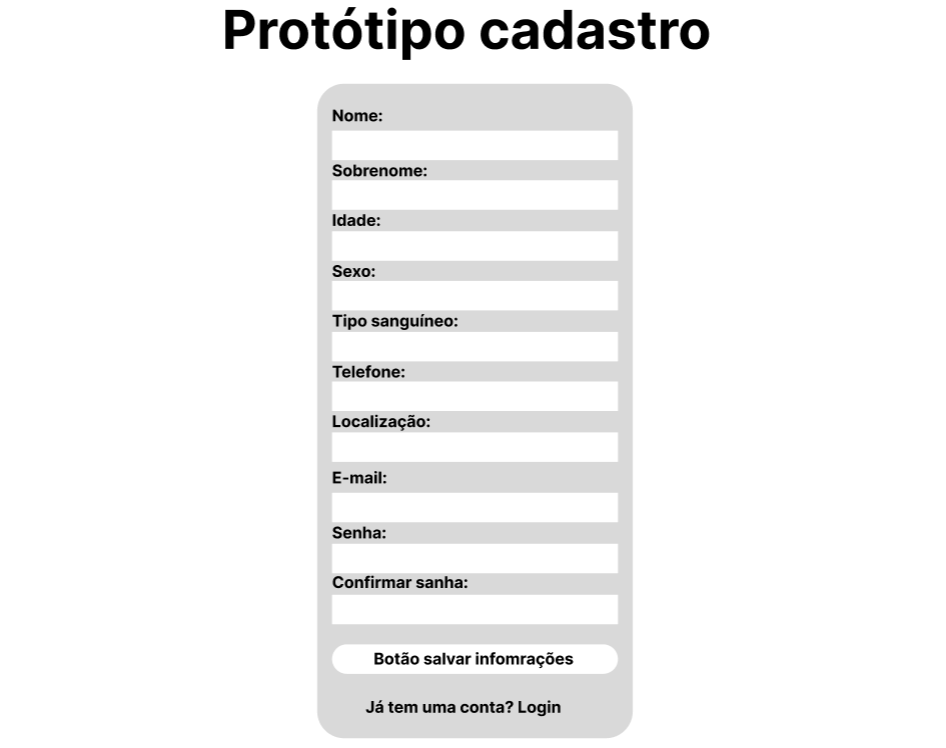 Protótipo cadastro
Nome:
Sobrenome:
Idade:
Sexo:
Tipo sanguíneo:
Telefone:
Localização:
E-mail:
Senha:
Confirmar sanha:
Botão salvar infomrações
Já tem uma conta? Login